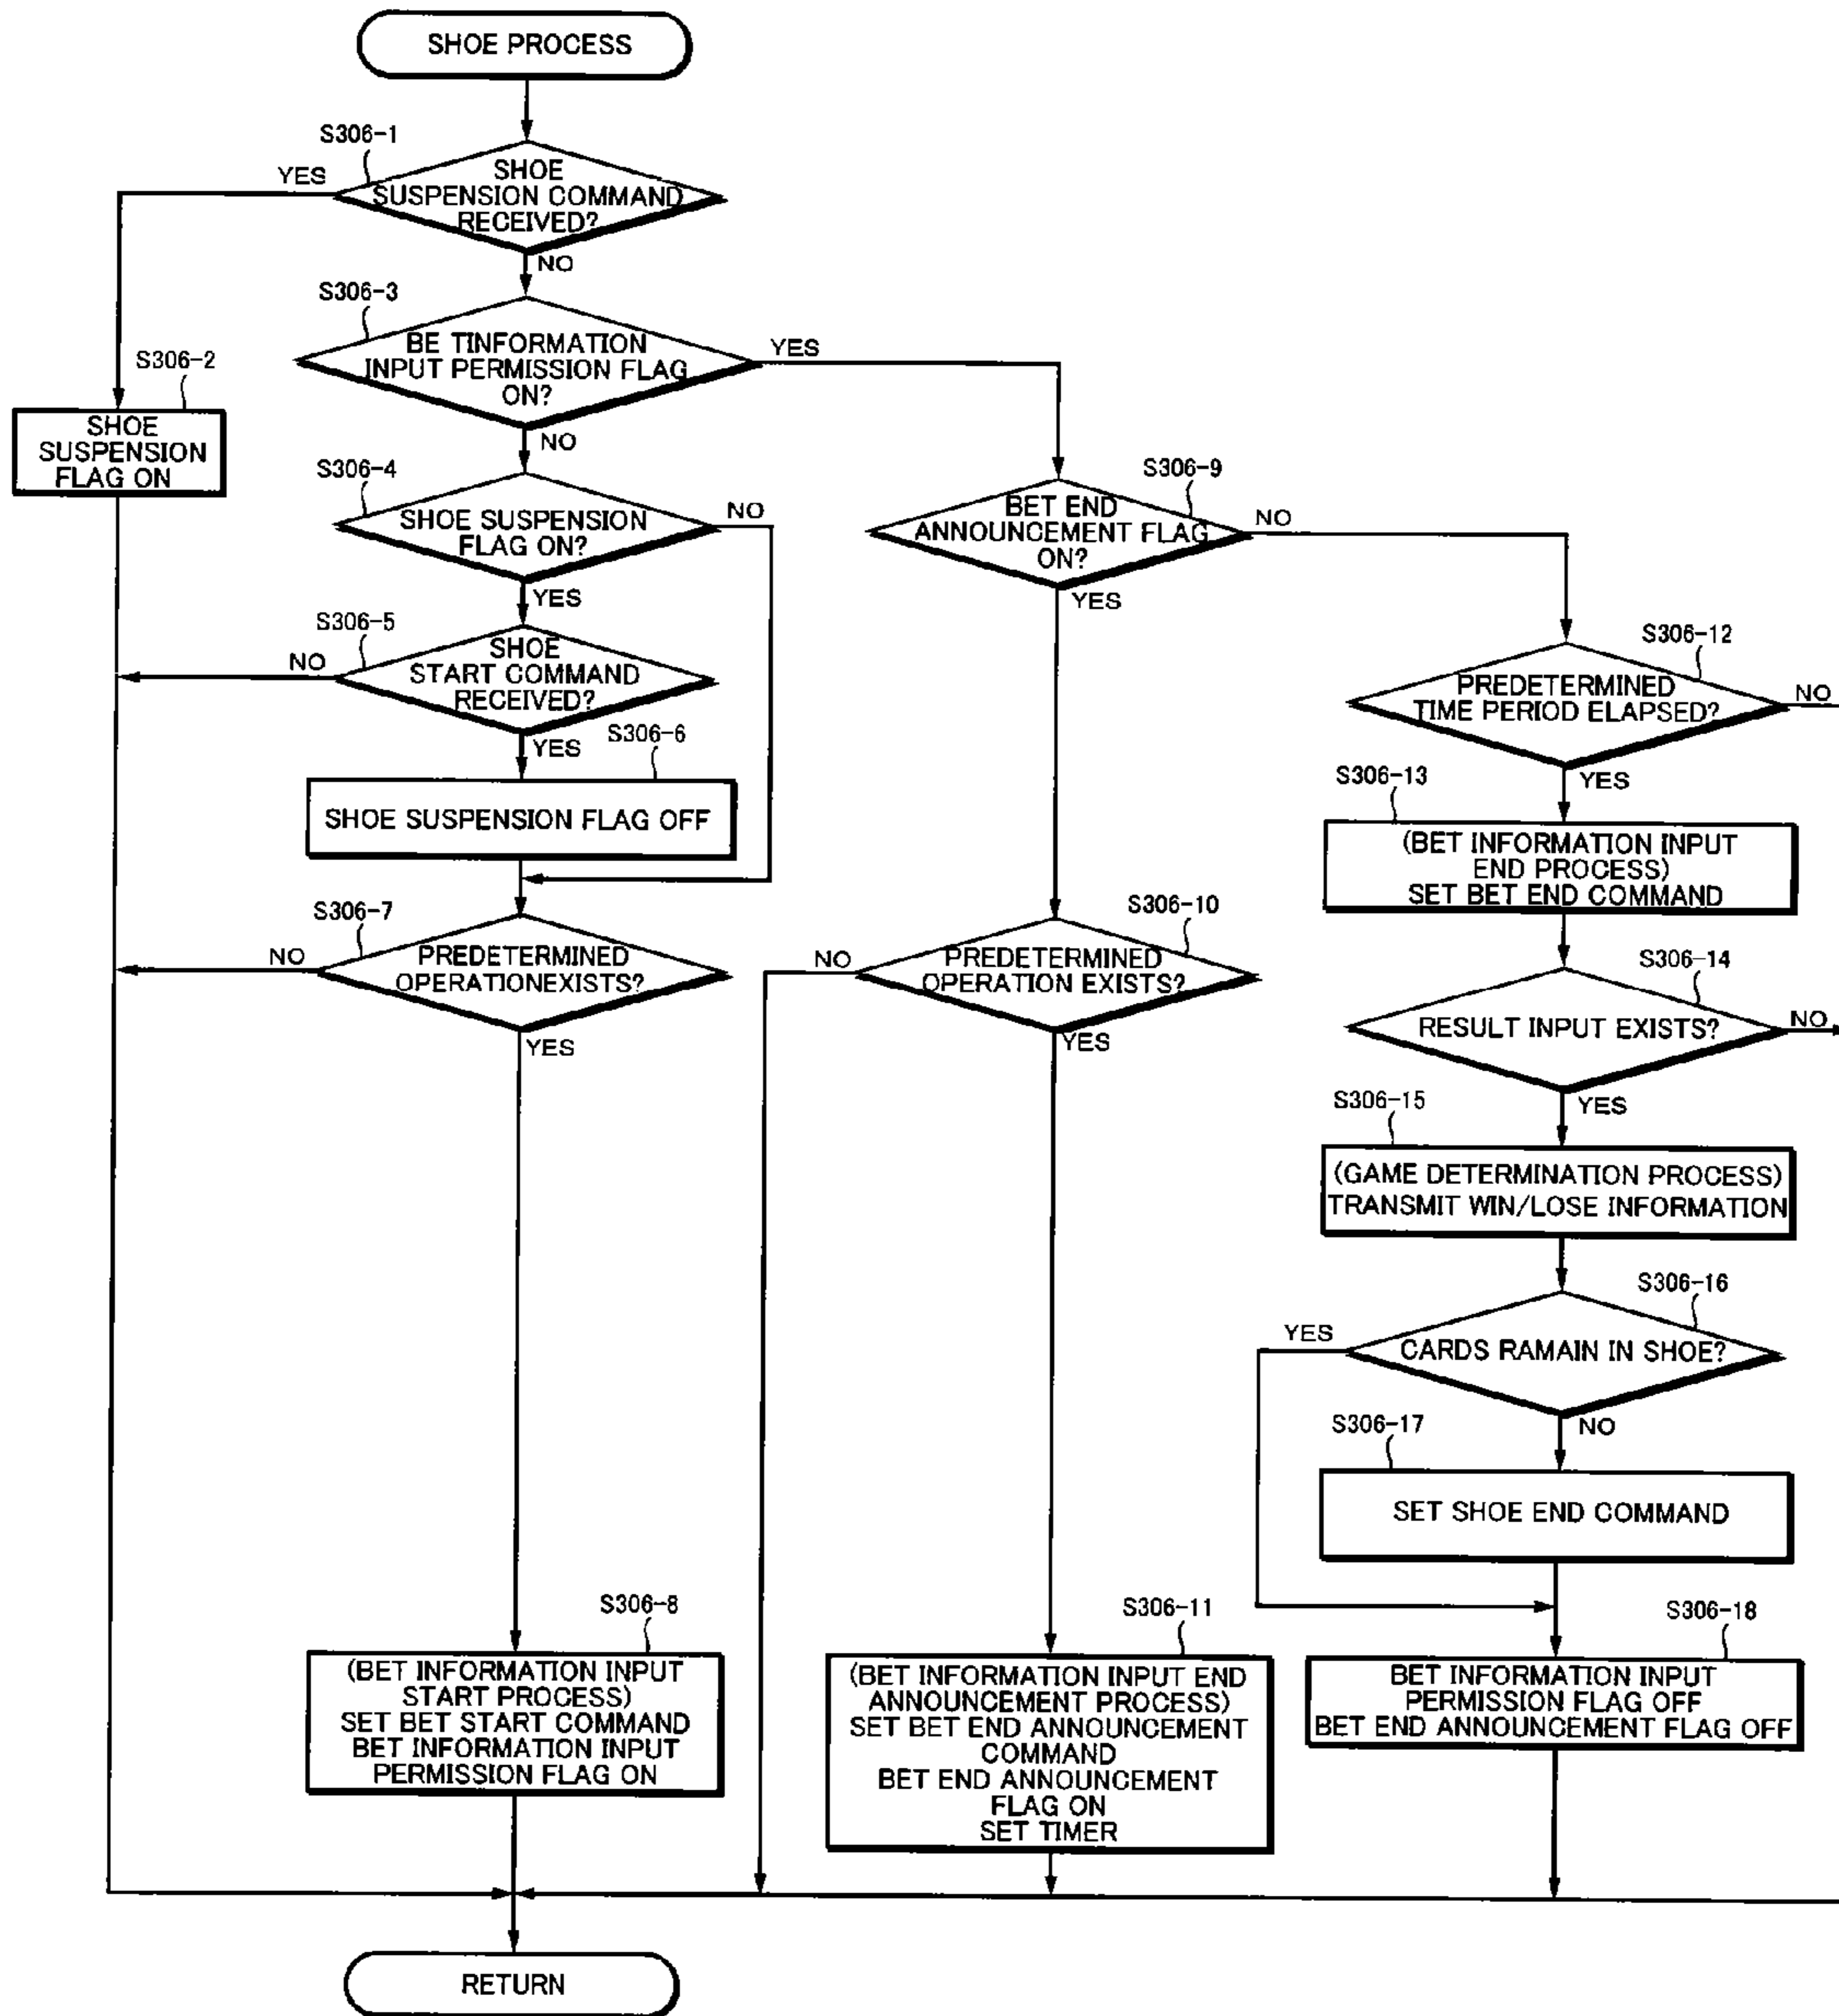 SHOE PROCESS
S306-1
YES
SHOE
SUSPENSION COMMAND
RECEIVED?
NO
S306-3
BE TINFORMATION
INPUT PERMISSION FLAG
ON?
YES
NO
S306-2
SHOE
SUSPENSION
FLAG ON
S306-4
SHOE SUSPENSION
FLAG ON?
NO
YES
S306-5
NO
SHOE
START COMMAND
RECEIVED?
YES
S306-6
SHOE SUSPENSION FLAG OFF
S306-7
NO
PREDETERMINED
OPERATIONEXISTS?
YES
S306-8
(BET INFORMATION INPUT
START PROCESS)
SET BET START COMMAND
BET INFORMATION INPUT
PERMISSION FLAG ON
S306-9
BET END
ANNOUNCEMENT FLAG
ON?
NO
YES
S306-10
NO
PREDETERMINED
OPERATION EXISTS?
YES
S306-11
(BET INFORMATION INPUT END
ANNOUNCEMENT PROCESS)
SET BET END ANNOUNCEMENT
COMMAND
BET END ANNOUNCEMENT
FLAG ON
SET TIMER
S306-12
PREDETERMINED
TIME PERIOD ELAPSED?
NO
YES
S306-13
(BET INFORMATION INPUT
END PROCESS)
SET BET END COMMAND
S306-14
RESULT INPUT EXISTS?
NO
YES
S306-15
(GAME DETERMINATION PROCESS)
TRANSMIT WIN/LOSE INFORMATION
S306-16
YES
CARDS RAMAIN IN SHOE?
NO
S306-17
SET SHOE END COMMAND
S306-18
BET INFORMATION INPUT
PERMISSION FLAG OFF
BET END ANNOUNCEMENT FLAG OFF
RETURN